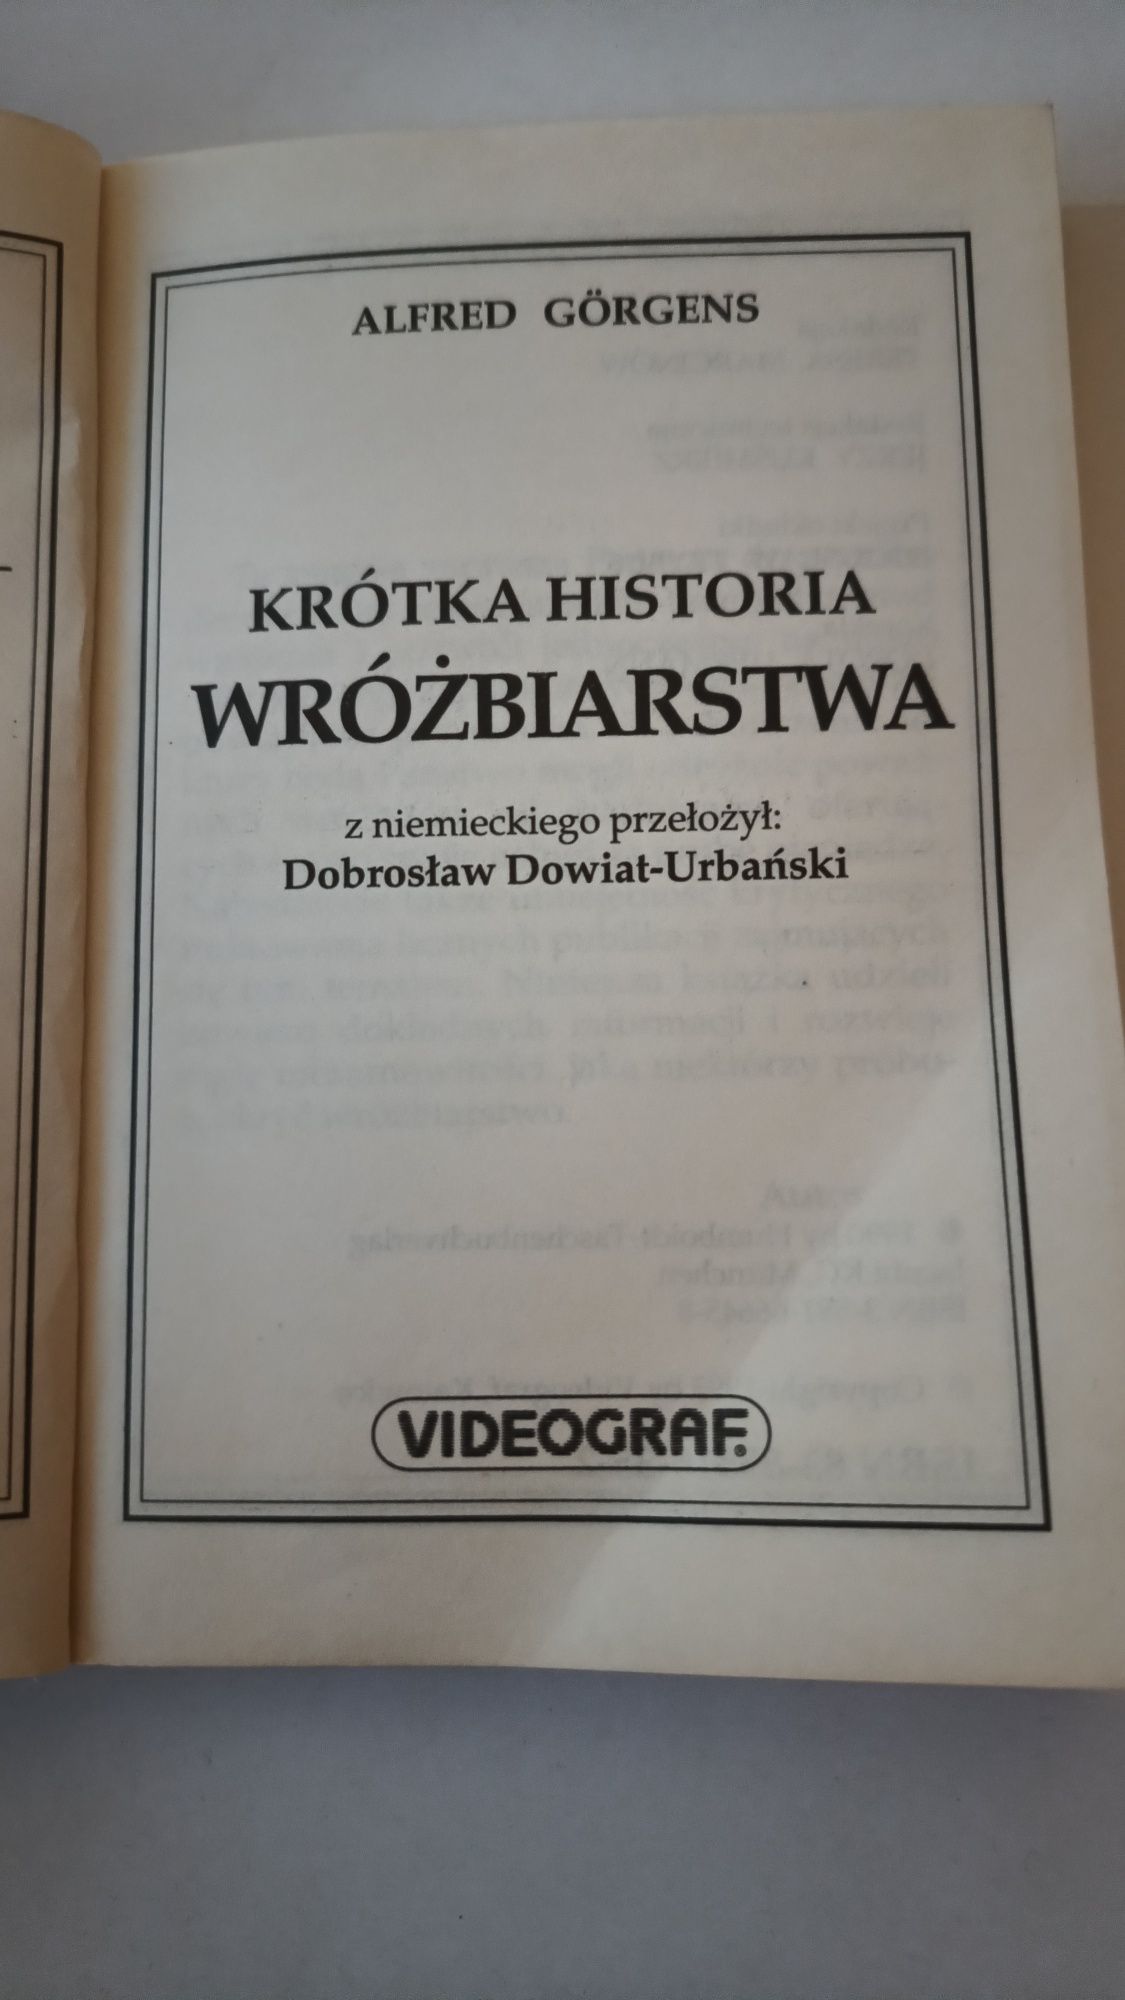 ALFRED GÖRGENS
KRÓTKA HISTORIA
WRÓŻBIARSTWA
z niemieckiego przełożył:
Dobrosław Dowiat-Urbański
VIDEOGRAF